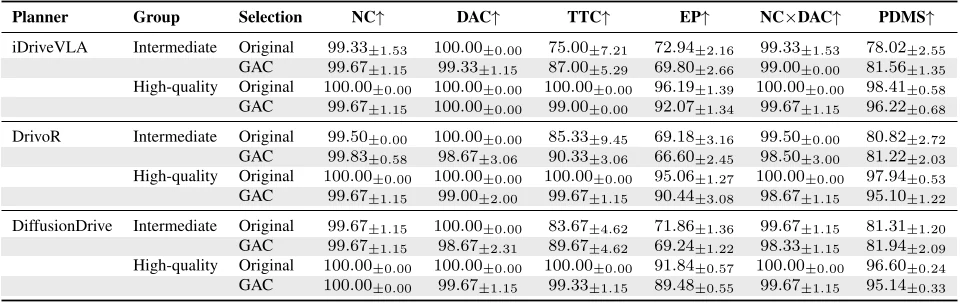 Planner Group Selection NC↑ DAC↑ TTC↑ EP↑ NC×DAC↑ PDMS↑
iDriveVLA Intermediate Original 99.33±1.53 100.00±0.00 75.00±7.21 72.94±2.16 99.33±1.53 78.02±2.55
GAC 99.67±1.15 99.33±1.15 87.00±5.29 69.80±2.66 99.00±0.00 81.56±1.35
High-quality Original 100.00±0.00 100.00±0.00 100.00±0.00 96.19±1.39 100.00±0.00 98.41±0.58
GAC 99.67±1.15 100.00±0.00 99.00±0.00 92.07±1.34 99.67±1.15 96.22±0.68
DrivoR Intermediate Original 99.50±0.00 100.00±0.00 85.33±9.45 69.18±3.16 99.50±0.00 80.82±2.72
GAC 99.83±0.58 98.67±3.06 90.33±3.06 66.60±2.45 98.50±3.00 81.22±2.03
High-quality Original 100.00±0.00 100.00±0.00 100.00±0.00 95.06±1.27 100.00±0.00 97.94±0.53
GAC 99.67±1.15 99.00±2.00 99.67±1.15 90.44±3.08 98.67±1.15 95.10±1.22
DiffusionDrive Intermediate Original 99.67±1.15 100.00±0.00 83.67±4.62 71.86±1.36 99.67±1.15 81.31±1.20
GAC 99.67±1.15 98.67±2.31 89.67±4.62 69.24±1.22 98.33±1.15 81.94±2.09
High-quality Original 100.00±0.00 100.00±0.00 100.00±0.00 91.84±0.57 100.00±0.00 96.60±0.24
GAC 100.00±0.00 99.67±1.15 99.33±1.15 89.48±0.55 99.67±1.15 95.14±0.33